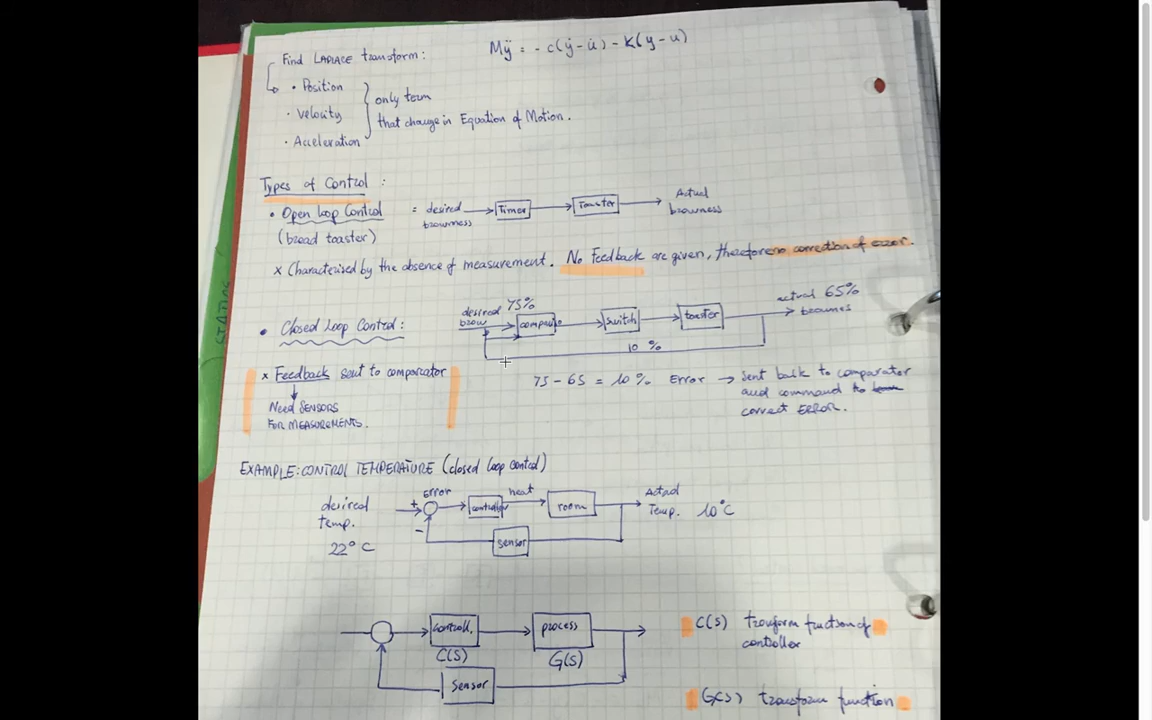 Find LAPLACE transform:
Mÿ = - c(ẏ - u̇) - K(y - u)
• Position
• Velocity
• Acceleration
only term
that change in Equation of Motion.
Types of Control :
• Open Loop Control
(bread toaster)
= desired
browness
Timer
Toaster
Actual
browness
x Characterised by the absence of measurement. No Feedback are given, therefore no correction of error.
• Closed Loop Control:
desired 75%
brow
compare
switch
toaster
actual 65%
brownes
10 %
x Feedback sent to comparator
Need SENSORS
FOR MEASUREMENTS.
75 - 65 = 10% Error → Sent back to comparator
and command to
correct ERROR.
EXAMPLE: CONTROL TEMPERATURE (closed loop control)
desired
temp.
22° C
+
-
Error
controller
heat
room
sensor
Actual
Temp. 10°C
controll.
C(S)
process
G(S)
Sensor
C(S) transform function of
controller
G(S) transform function